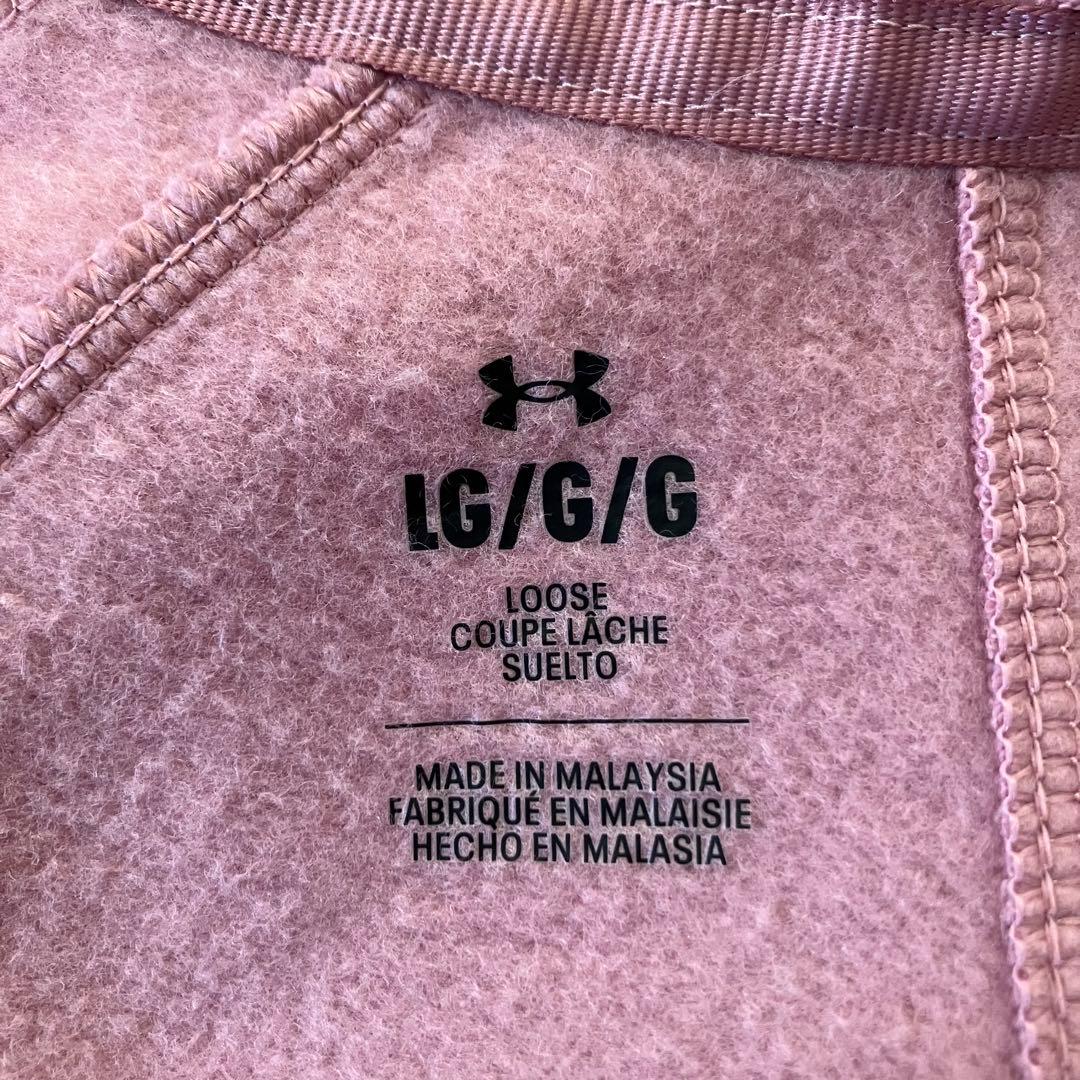 LG/G/G
LOOSE
COUPE LÂCHE
SUELTO
MADE IN MALAYSIA
FABRIQUÉ EN MALAISIE
HECHO EN MALASIA